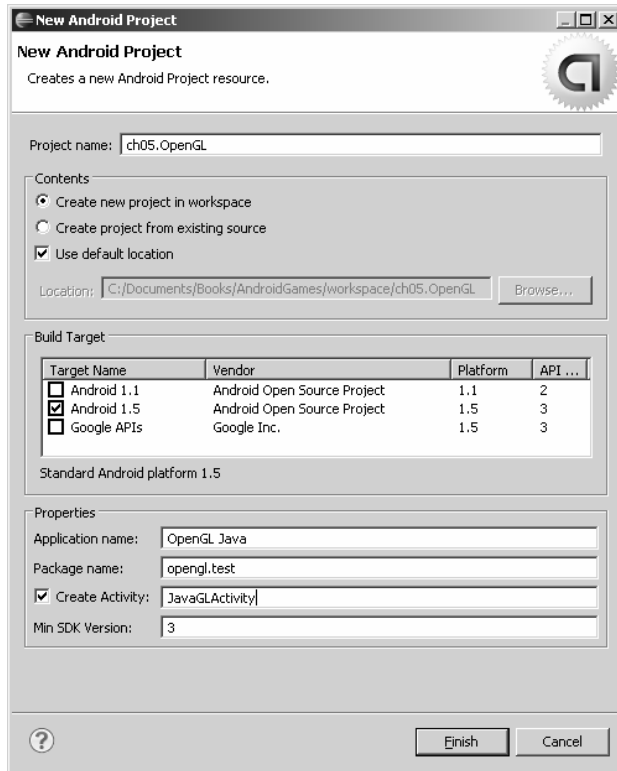 New Android Project
New Android Project
Creates a new Android Project resource.
Project name: ch05.OpenGL
Contents
Create new project in workspace
Create project from existing source
Use default location
Location: C:/Documents/Books/AndroidGames/workspace/ch05.OpenGL Browse...
Build Target
Target Name Vendor Platform API ...
Android 1.1 Android Open Source Project 1.1 2
Android 1.5 Android Open Source Project 1.5 3
Google APIs Google Inc. 1.5 3
Standard Android platform 1.5
Properties
Application name: OpenGL Java
Package name: opengl.test
Create Activity: JavaGLActivity
Min SDK Version: 3
Finish Cancel